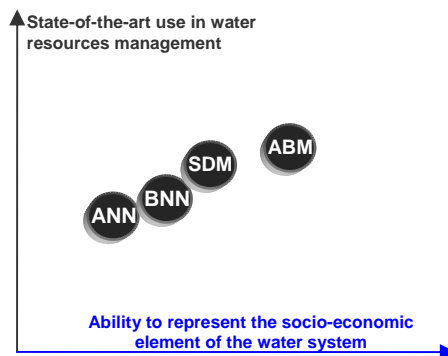 State-of-the-art use in water
resources management
ABM
SDM
BNN
ANN
Ability to represent the socio-economic
element of the water system